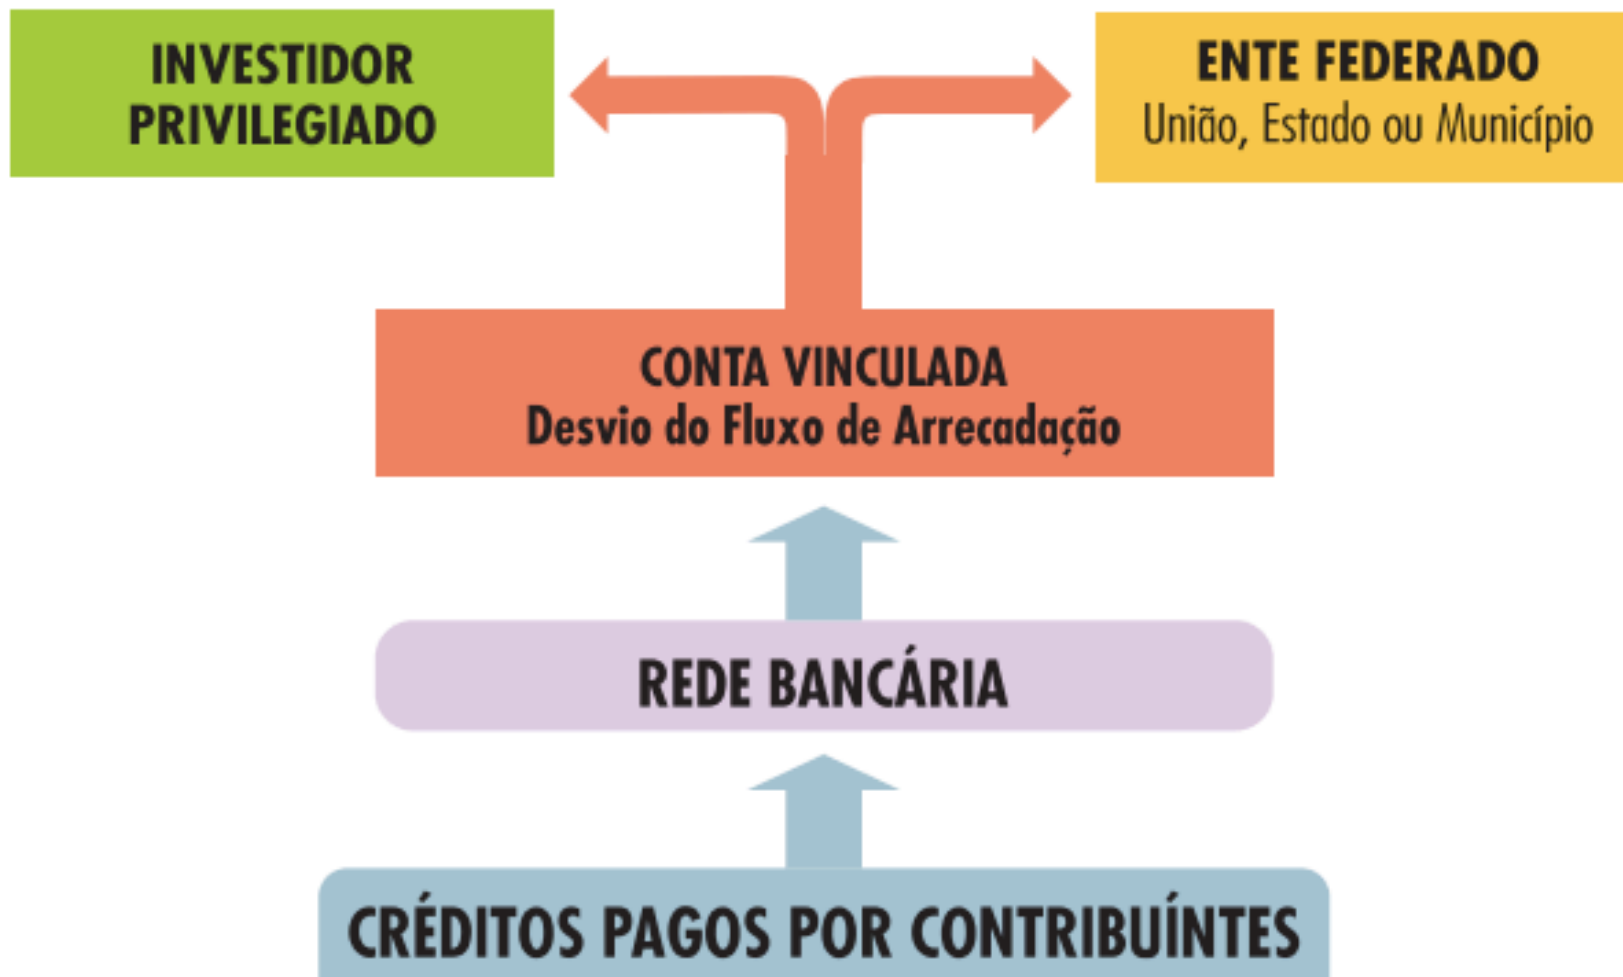 INVESTIDOR
PRIVILEGIADO
ENTE FEDERADO
União, Estado ou Município
CONTA VINCULADA
Desvio do Fluxo de Arrecadação
REDE BANCÁRIA
CRÉDITOS PAGOS POR CONTRIBUÍNTES